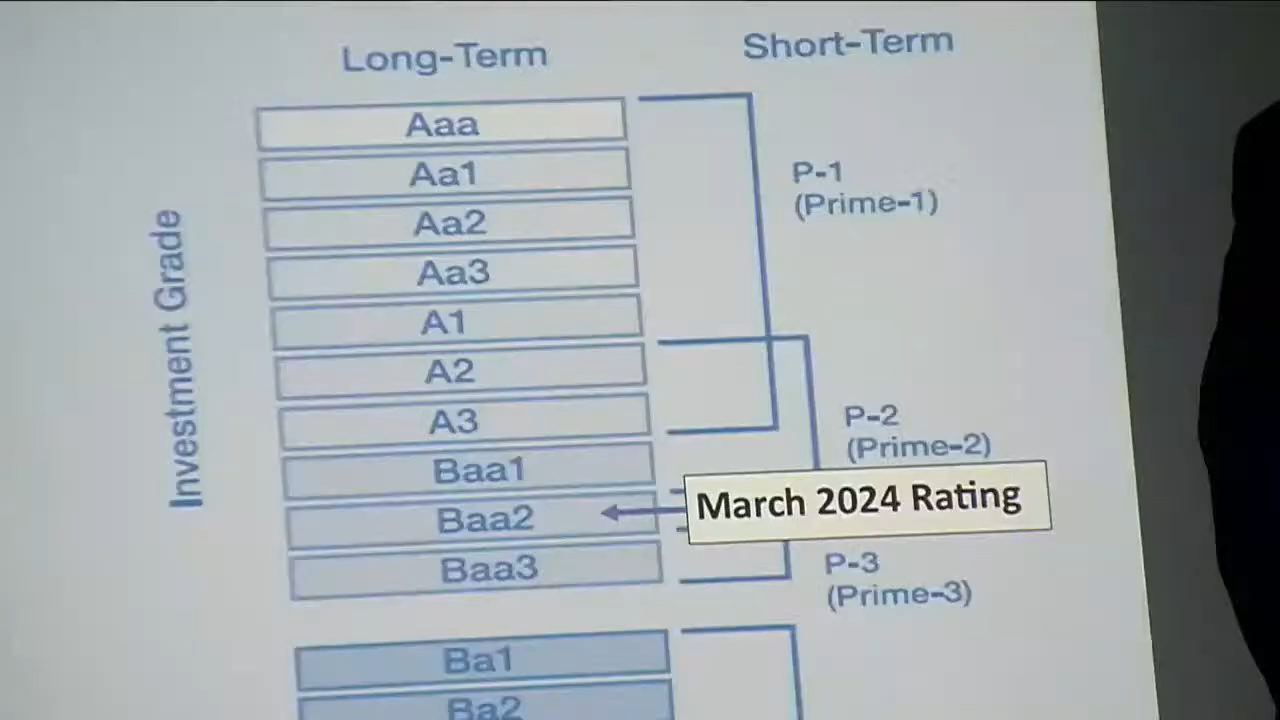 Long-Term
Short-Term
Investment Grade
Aaa
Aa1
Aa2
Aa3
A1
A2
A3
Baa1
Baa2
Baa3
Ba1
Ba2
P-1
(Prime-1)
P-2
(Prime-2)
March 2024 Rating
P-3
(Prime-3)